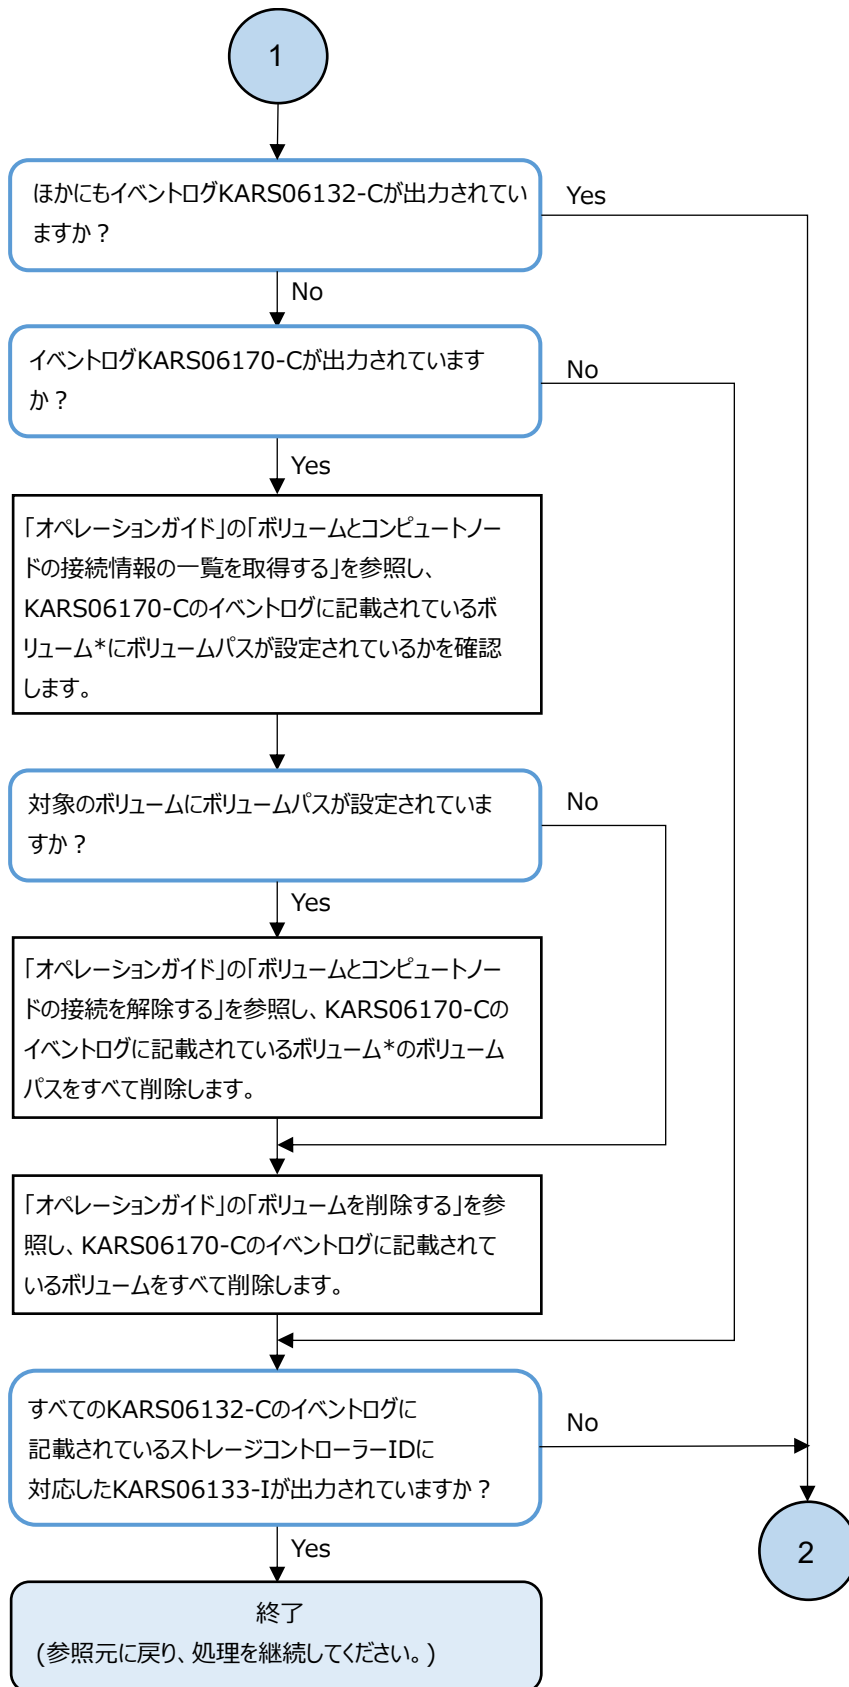 1
ほかにもイベントログKARS06132-Cが出力されてい
ますか？
Yes
No
イベントログKARS06170-Cが出力されています
か？
No
Yes
「オペレーションガイド」の「ボリュームとコンピュートノー
ドの接続情報の一覧を取得する」を参照し、
KARS06170-Cのイベントログに記載されているボ
リューム*にボリュームパスが設定されているかを確認
します。
対象のボリュームにボリュームパスが設定されていま
すか？
No
Yes
「オペレーションガイド」の「ボリュームとコンピュートノー
ドの接続を解除する」を参照し、KARS06170-Cの
イベントログに記載されているボリューム*のボリューム
パスをすべて削除します。
「オペレーションガイド」の「ボリュームを削除する」を参
照し、KARS06170-Cのイベントログに記載されて
いるボリュームをすべて削除します。
すべてのKARS06132-Cのイベントログに
記載されているストレージコントローラーIDに
対応したKARS06133-Iが出力されていますか？
No
Yes
2
終了
(参照元に戻り、処理を継続してください。)